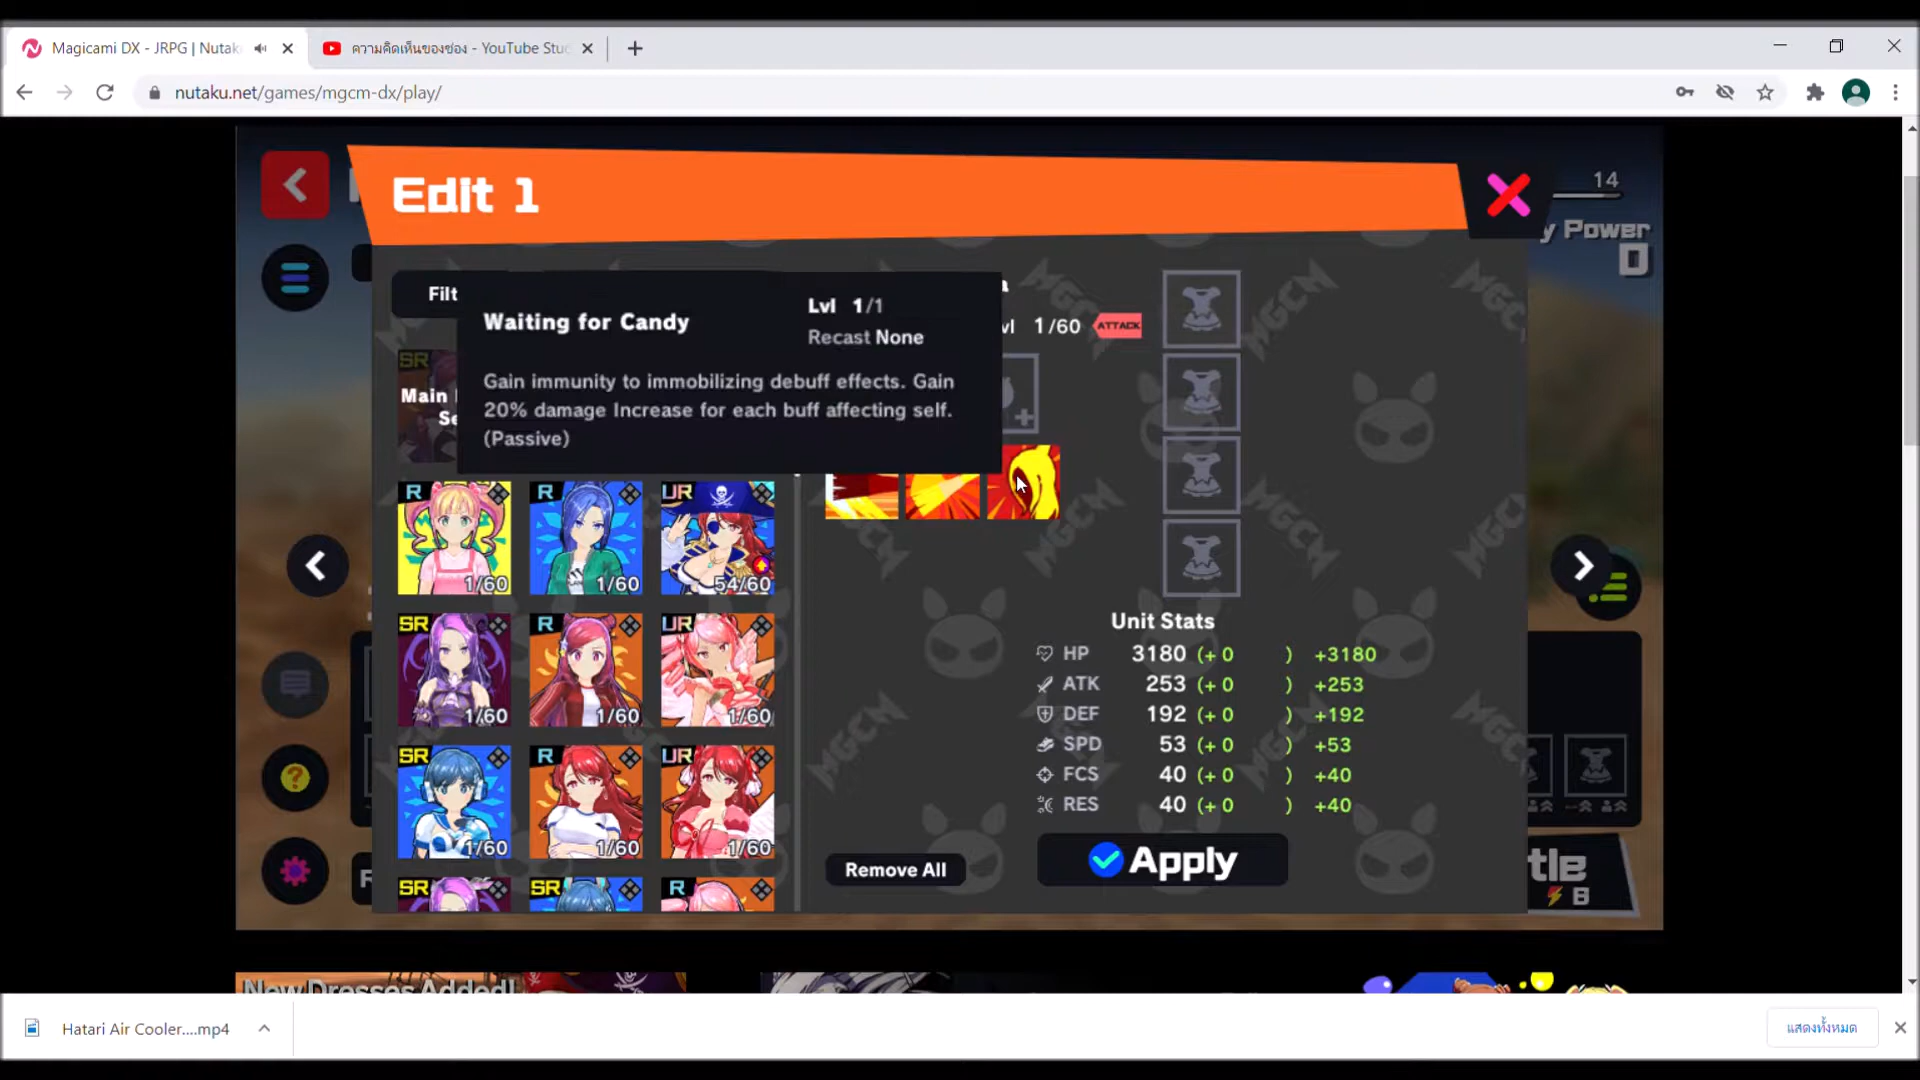 Magicami DX - JRPG | Nutak
ความคิดเห็นของช่อง - YouTube Stu
nutaku.net/games/mgcm-dx/play/
Edit 1
14
y Power
0
Filt
Waiting for Candy
Lvl 1/1
Recast None
Gain immunity to immobilizing debuff effects. Gain
20% damage Increase for each buff affecting self.
(Passive)
vl 1/60 ATTACK
SR
Main
Se
R 1/60
R 1/60
UR 54/60
SR 1/60
R 1/60
UR 1/60
SR 1/60
R 1/60
UR 1/60
SR
SR
R
Unit Stats
HP 3180 (+ 0 ) +3180
ATK 253 (+ 0 ) +253
DEF 192 (+ 0 ) +192
SPD 53 (+ 0 ) +53
FCS 40 (+ 0 ) +40
RES 40 (+ 0 ) +40
Remove All
Apply
tle
8
MGCM
New Dresses Added!
Hatari Air Cooler....mp4
แสดงทั้งหมด